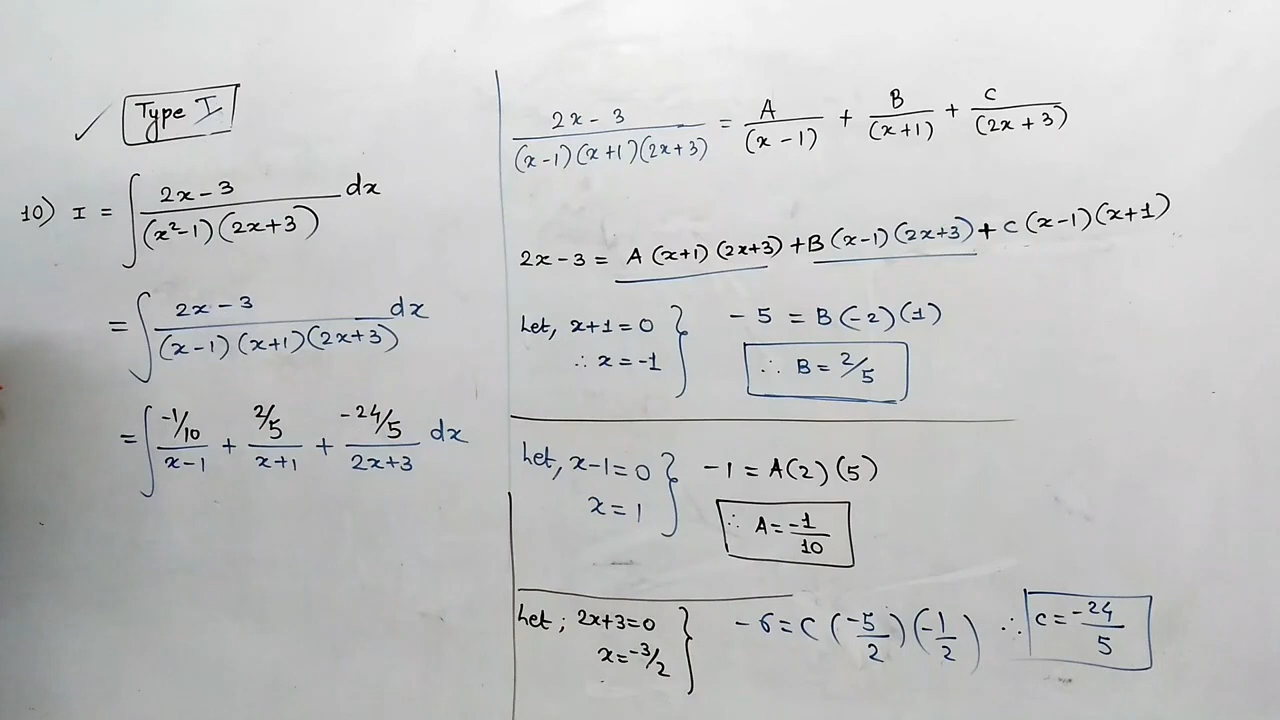 Type I
10) I = ∫ 2x-3 / (x²-1)(2x+3) dx
= ∫ 2x-3 / (x-1)(x+1)(2x+3) dx
= ∫ -1/10 / x-1 + 2/5 / x+1 + -24/5 / 2x+3 dx
2x-3 / (x-1)(x+1)(2x+3) = A / (x-1) + B / (x+1) + C / (2x+3)
2x-3 = A(x+1)(2x+3) + B(x-1)(2x+3) + C(x-1)(x+1)
Let, x+1=0 } -5 = B(-2)(1)
∴ x=-1 ∴ B = 2/5
Let, x-1=0 } -1 = A(2)(5)
x=1 ∴ A = -1/10
Let; 2x+3=0 } -6 = C(-5/2)(-1/2) ∴ C = -24/5
x=-3/2